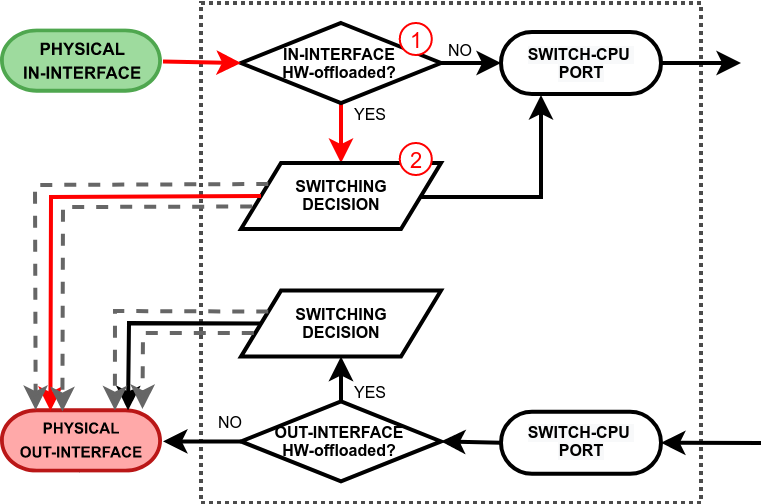 PHYSICAL
IN-INTERFACE
IN-INTERFACE
HW-offloaded?
1
NO
SWITCH-CPU
PORT
YES
2
SWITCHING
DECISION
SWITCHING
DECISION
YES
PHYSICAL
OUT-INTERFACE
NO
OUT-INTERFACE
HW-offloaded?
SWITCH-CPU
PORT